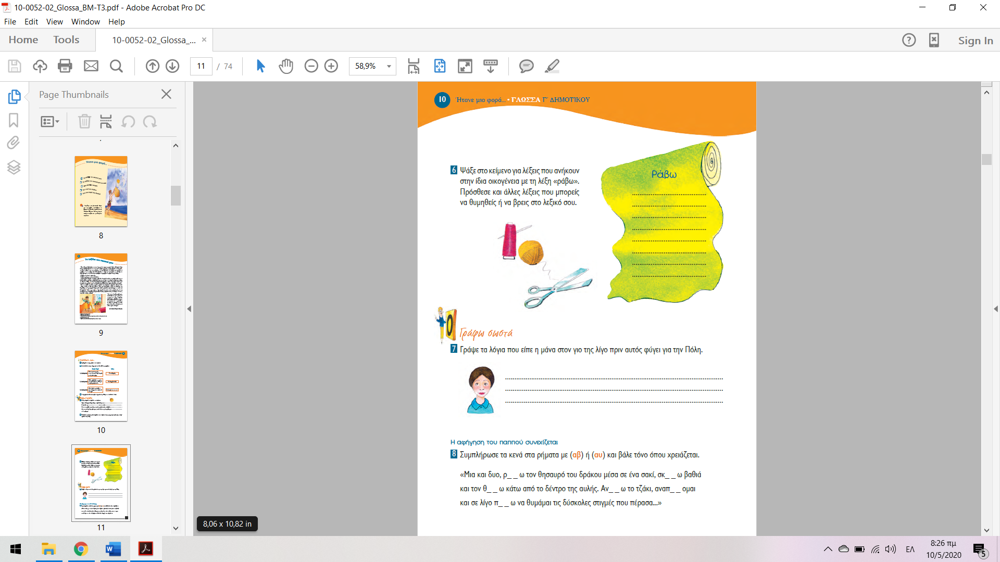 10-0052-02_Glossa_BM-T3.pdf - Adobe Acrobat Pro DC
File Edit View Window Help
Home Tools 10-0052-02_Glossa_... Sign In
11 / 74 58,9%
Page Thumbnails
8
9
10
11
10 Ήτανε μια φορά... • ΓΛΩΣΣΑ Γ΄ ΔΗΜΟΤΙΚΟΥ
6 Ψάξε στο κείμενο για λέξεις που ανήκουν
στην ίδια οικογένεια με τη λέξη «ράβω».
Πρόσθεσε και άλλες λέξεις που μπορείς
να θυμηθείς ή να βρεις στο λεξικό σου.
Ράβω
Γράφω σωστά
7 Γράψε τα λόγια που είπε η μάνα στον γιο της λίγο πριν αυτός φύγει για την Πόλη.
Η αφήγηση του παππού συνεχίζεται
8 Συμπλήρωσε τα κενά στα ρήματα με (αβ) ή (αυ) και βάλε τόνο όπου χρειάζεται.
«Μια και δυο, ρ_ _ ω τον θησαυρό του δράκου μέσα σε ένα σακί, σκ_ _ ω βαθιά
και τον θ_ _ ω κάτω από το δέντρο της αυλής. Αν_ _ ω το τζάκι, αναπ_ _ ομαι
και σε λίγο π_ _ ω να θυμάμαι τις δύσκολες στιγμές που πέρασα...»
8,06 x 10,82 in
ΕΛ
8:26 πμ
10/5/2020
5